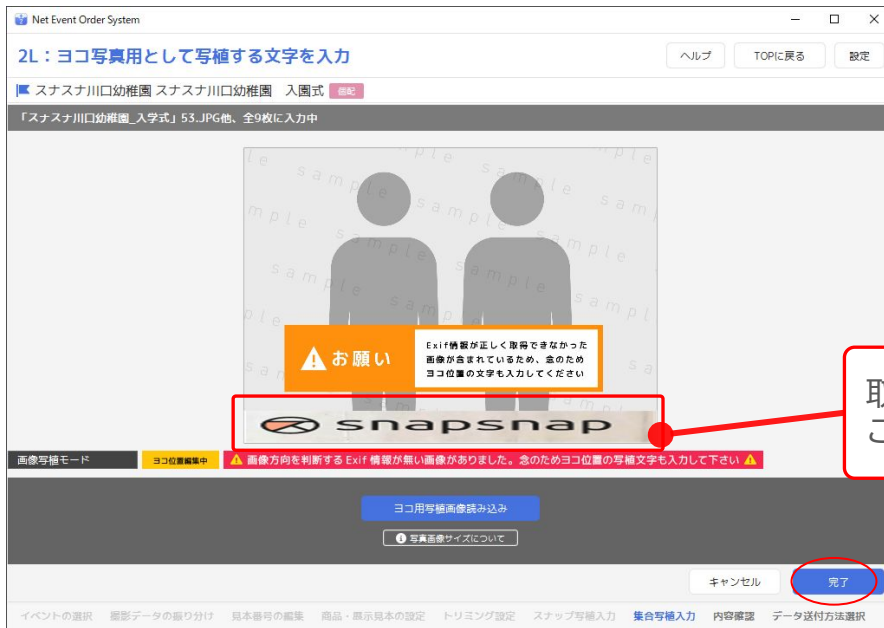 Net Event Order System
2L：ヨコ写真用として写植する文字を入力
ヘルプ
TOPに戻る
設定
スナスナ川口幼稚園 スナスナ川口幼稚園　入園式 個配
「スナスナ川口幼稚園_入学式」53.JPG他、全9枚に入力中
sample
お願い
Exif情報が正しく取得できなかった
画像が含まれているため、念のため
ヨコ位置の文字も入力してください
snapsnap
取
こ
画像写植モード
ヨコ位置編集中
画像方向を判断する Exif 情報が無い画像がありました。念のためヨコ位置の写植文字も入力して下さい
ヨコ用写植画像読み込み
写真画像サイズについて
キャンセル
完了
イベントの選択 撮影データの振り分け 見本番号の編集 商品・展示見本の設定 トリミング設定 スナップ写植入力 集合写植入力 内容確認 データ送付方法選択